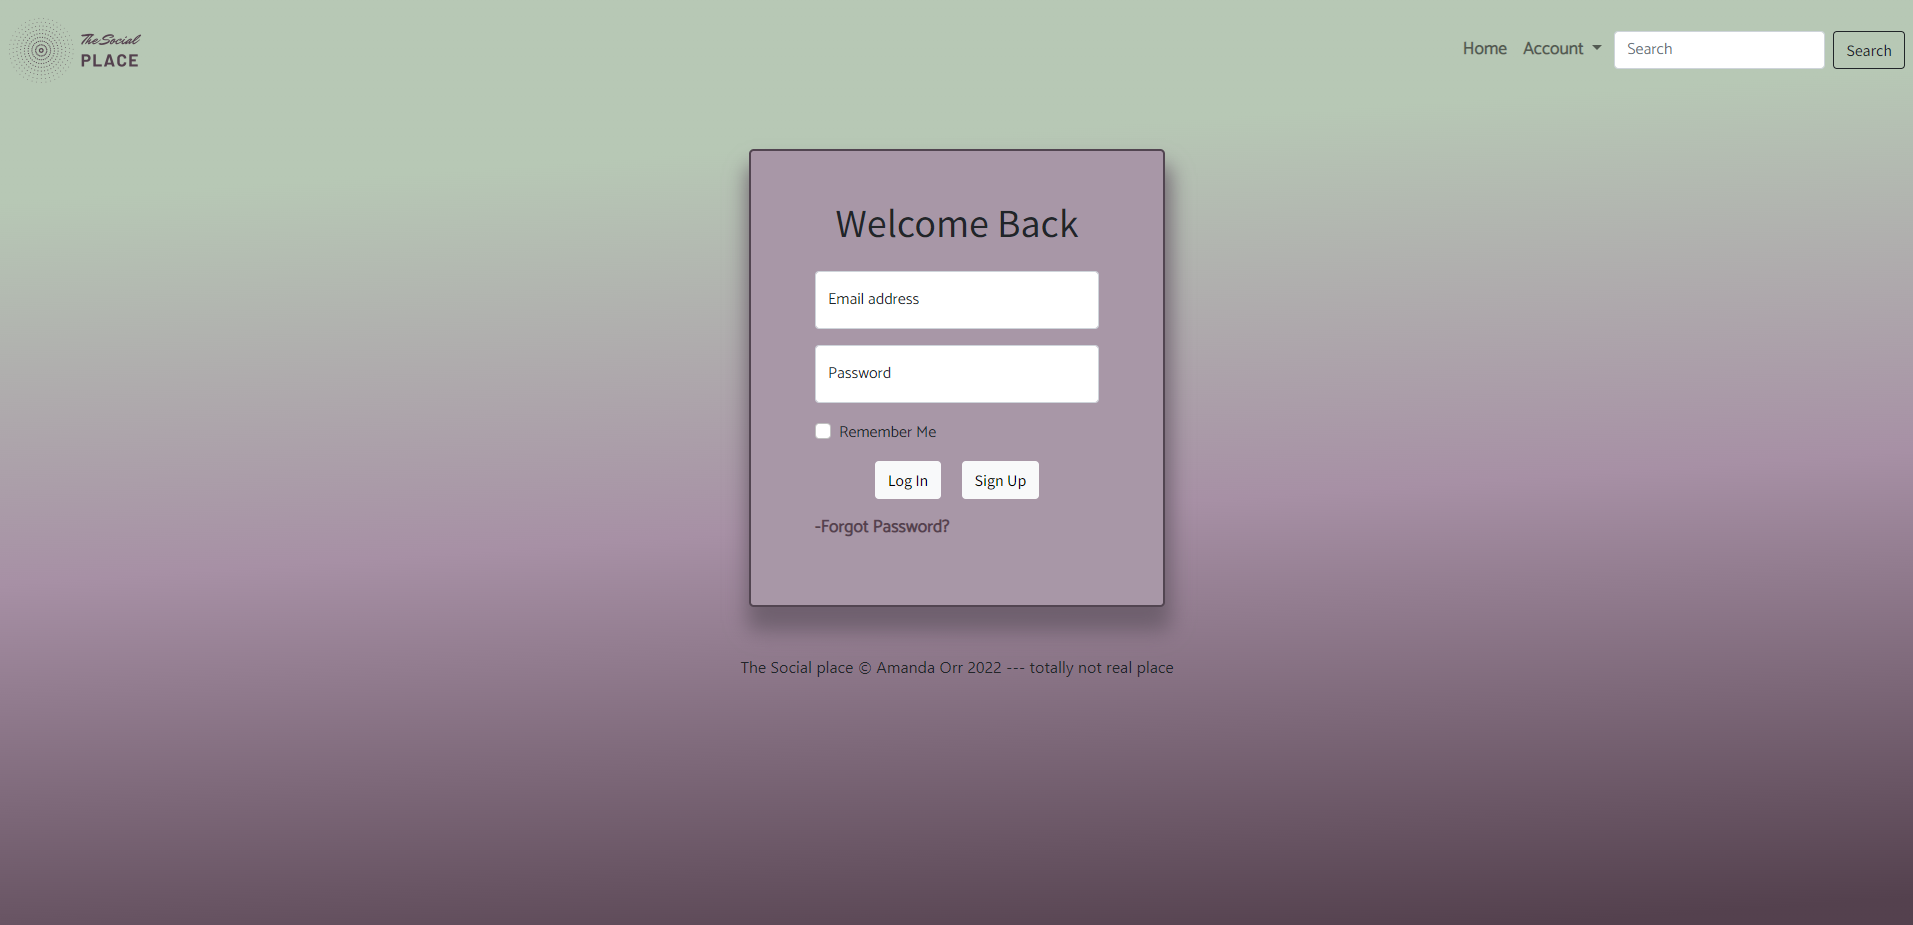 The Social
PLACE
Home Account Search Search
Welcome Back
Email address
Password
Remember Me
Log In Sign Up
-Forgot Password?
The Social place © Amanda Orr 2022 --- totally not real place